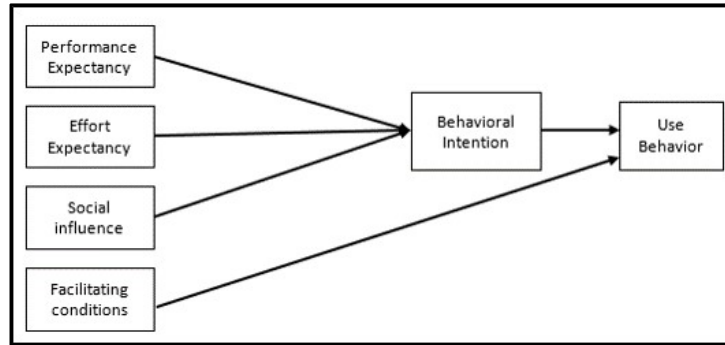 Performance
Expectancy
Effort
Expectancy
Social
influence
Facilitating
conditions
Behavioral
Intention
Use
Behavior